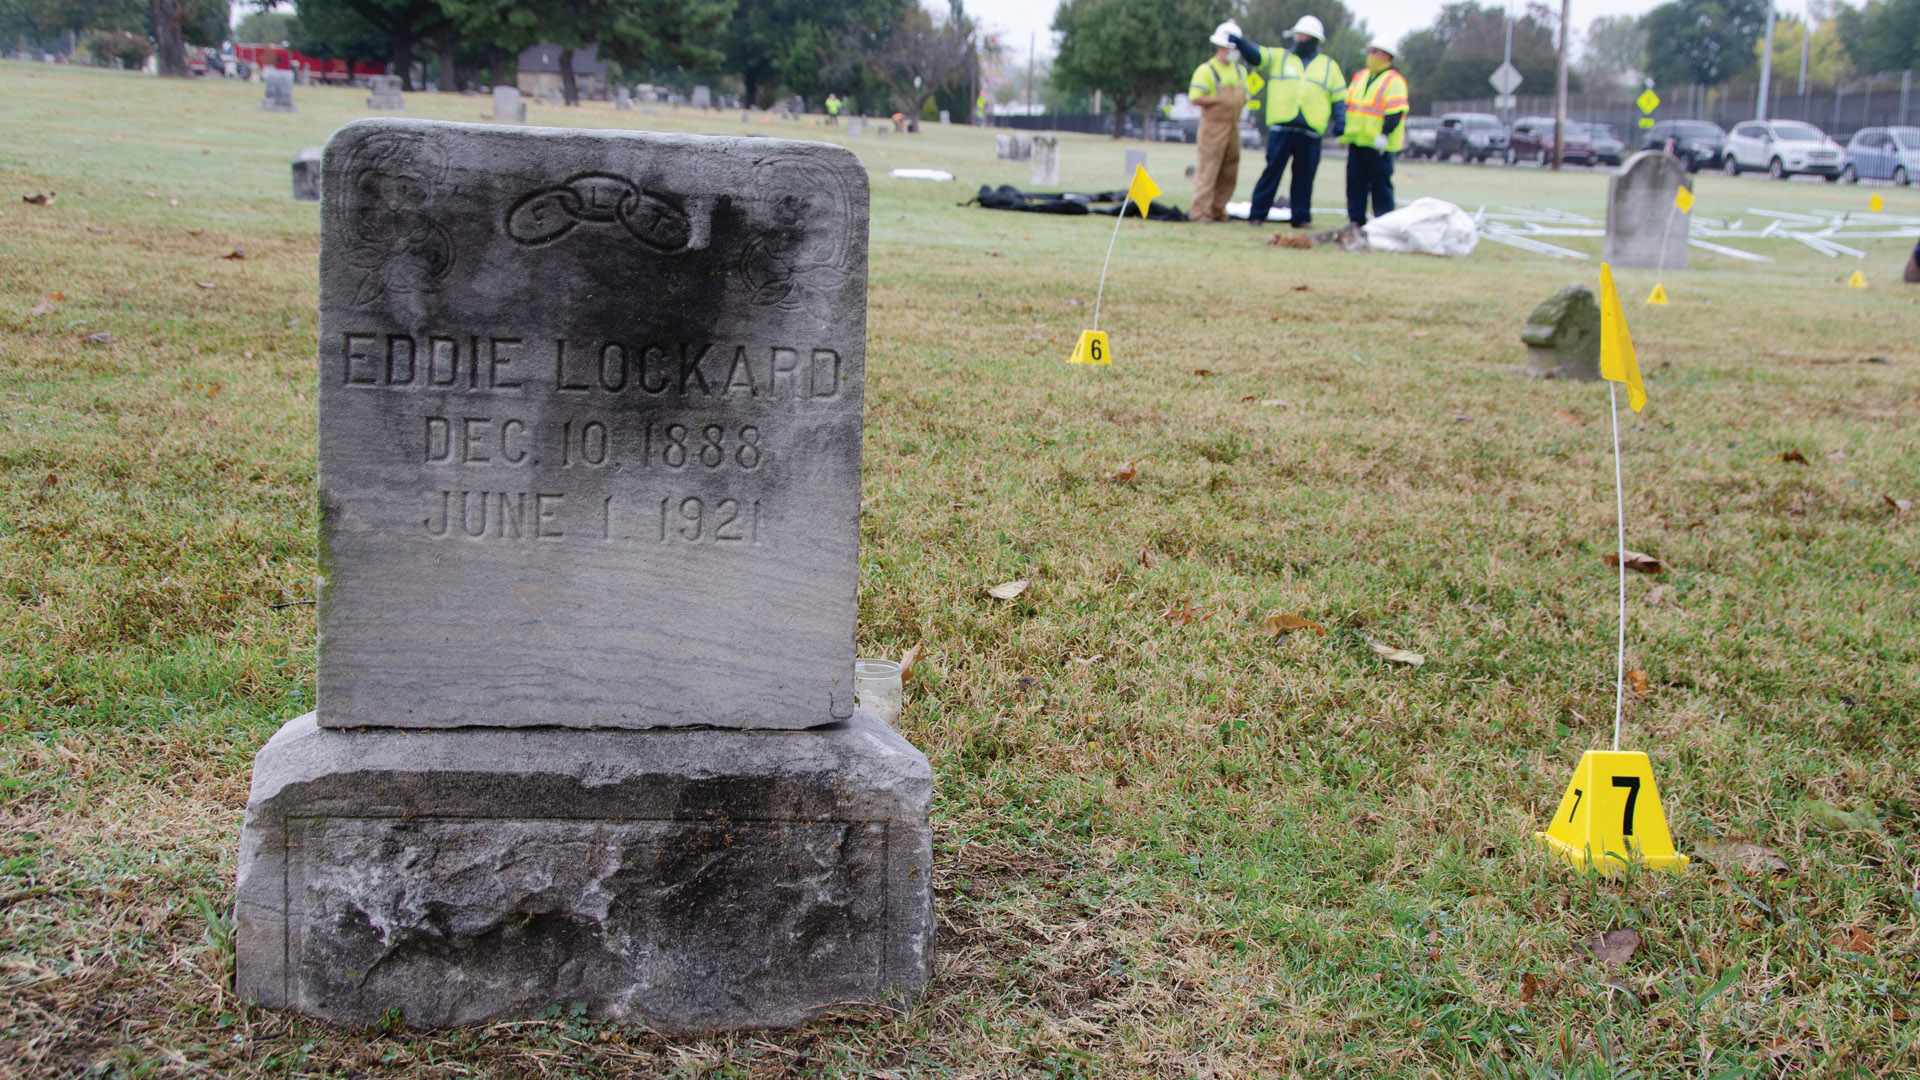 F L T
EDDIE LOCKARD
DEC. 10, 1888
JUNE 1, 1921
6
7 7